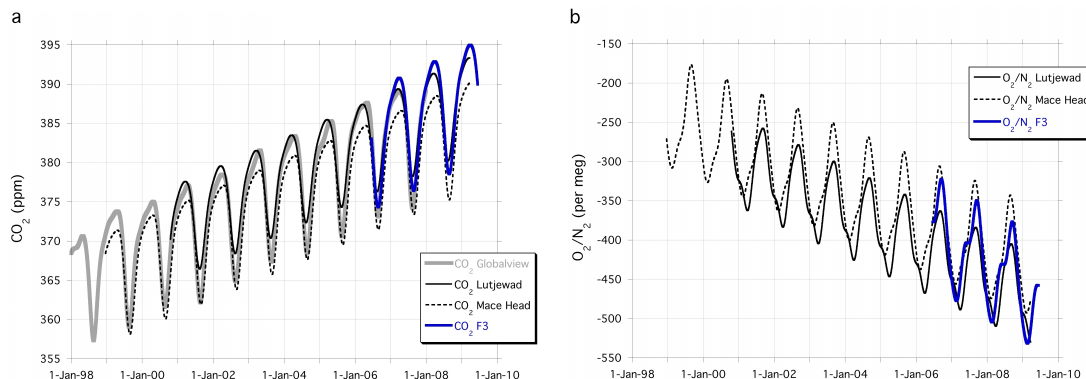 a
CO2 (ppm)
395
390
385
380
375
370
365
360
355
1-Jan-98
1-Jan-00
1-Jan-02
1-Jan-04
1-Jan-06
1-Jan-08
1-Jan-10
CO2 Globalview
CO2 Lutjewad
CO2 Mace Head
CO2 F3
b
O2/N2 (per meg)
-150
-200
-250
-300
-350
-400
-450
-500
-550
1-Jan-98
1-Jan-00
1-Jan-02
1-Jan-04
1-Jan-06
1-Jan-08
1-Jan-10
O2/N2 Lutjewad
O2/N2 Mace Head
O2/N2 F3